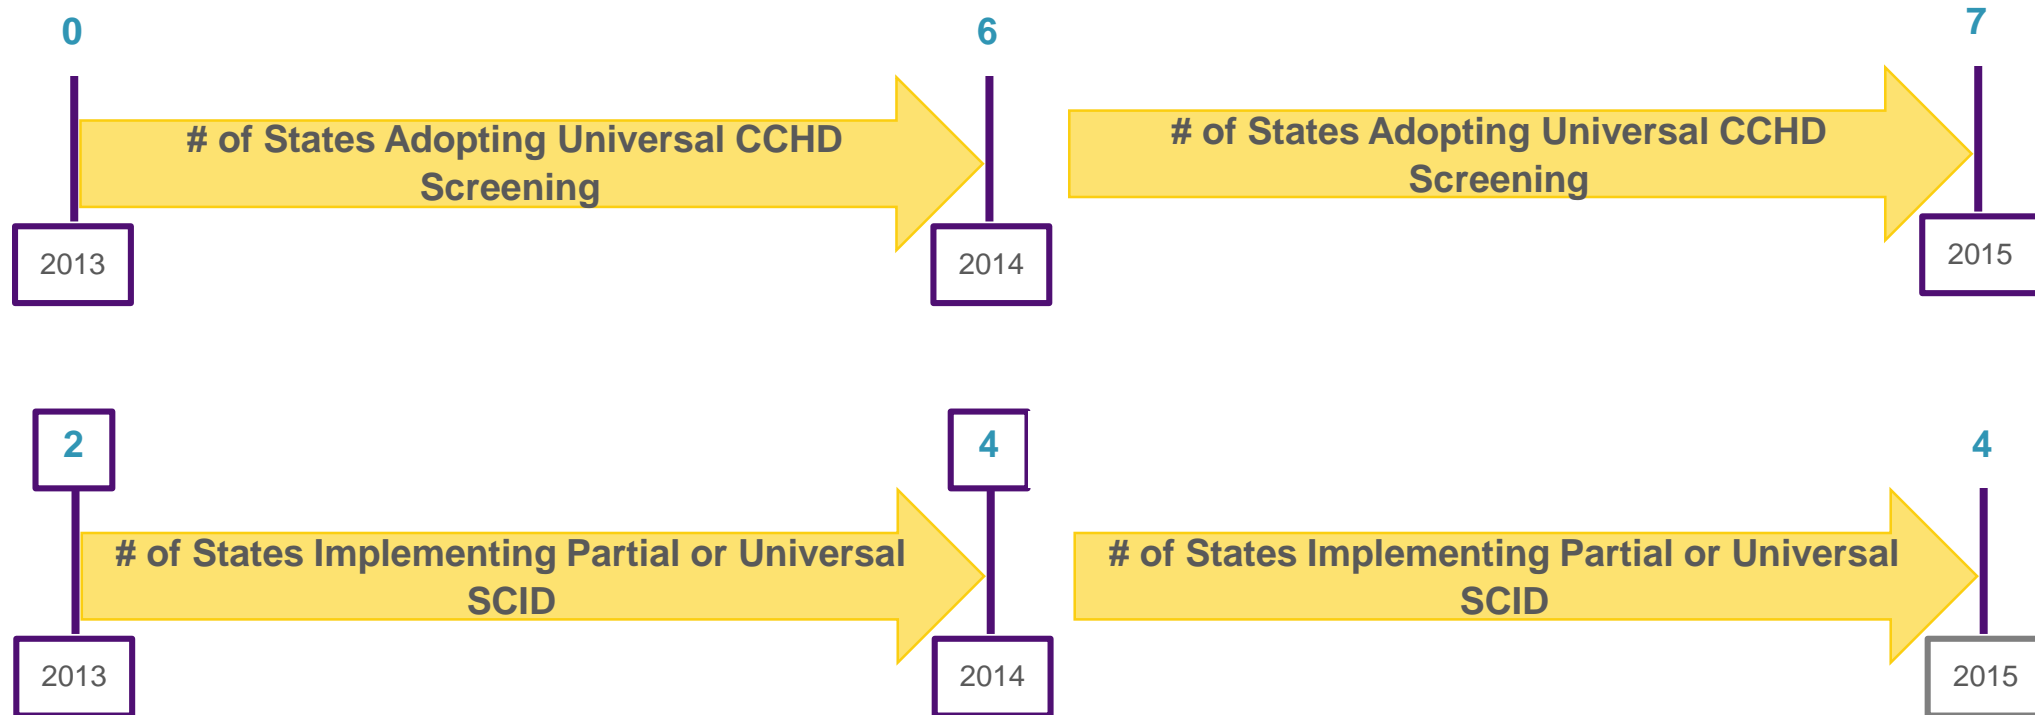 0
6
7
# of States Adopting Universal CCHD
Screening
# of States Adopting Universal CCHD
Screening
2013
2014
2015
2
4
4
# of States Implementing Partial or Universal
SCID
# of States Implementing Partial or Universal
SCID
2013
2014
2015